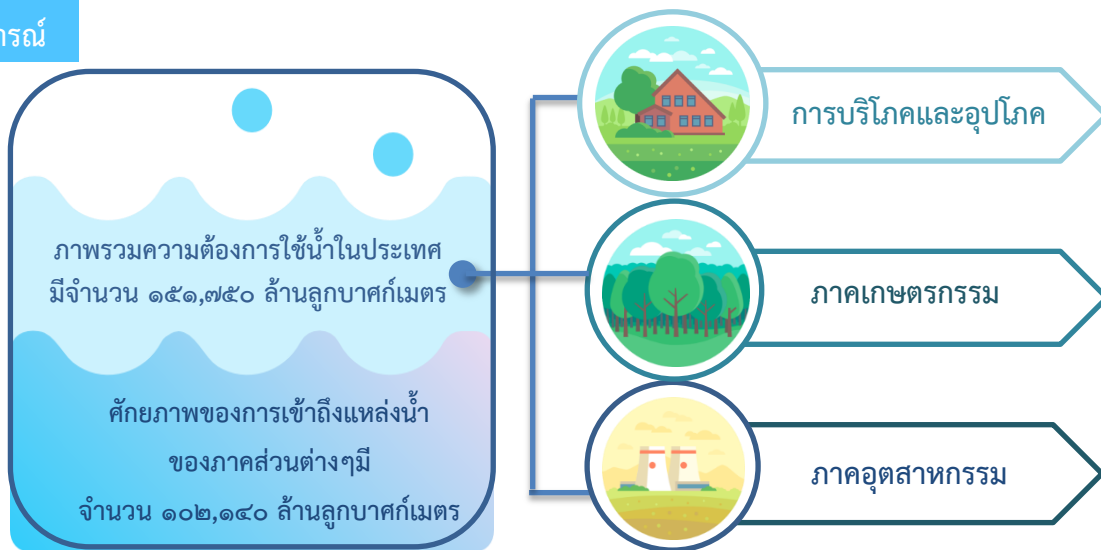 ภาพรวมความต้องการใช้น้ำในประเทศ
มีจำนวน ๑๕๑,๗๕๐ ล้านลูกบาศก์เมตร
ศักยภาพของการเข้าถึงแหล่งน้ำ
ของภาคส่วนต่างๆมี
จำนวน ๑๐๒,๑๔๐ ล้านลูกบาศก์เมตร
การบริโภคและอุปโภค
ภาคเกษตรกรรม
ภาคอุตสาหกรรม